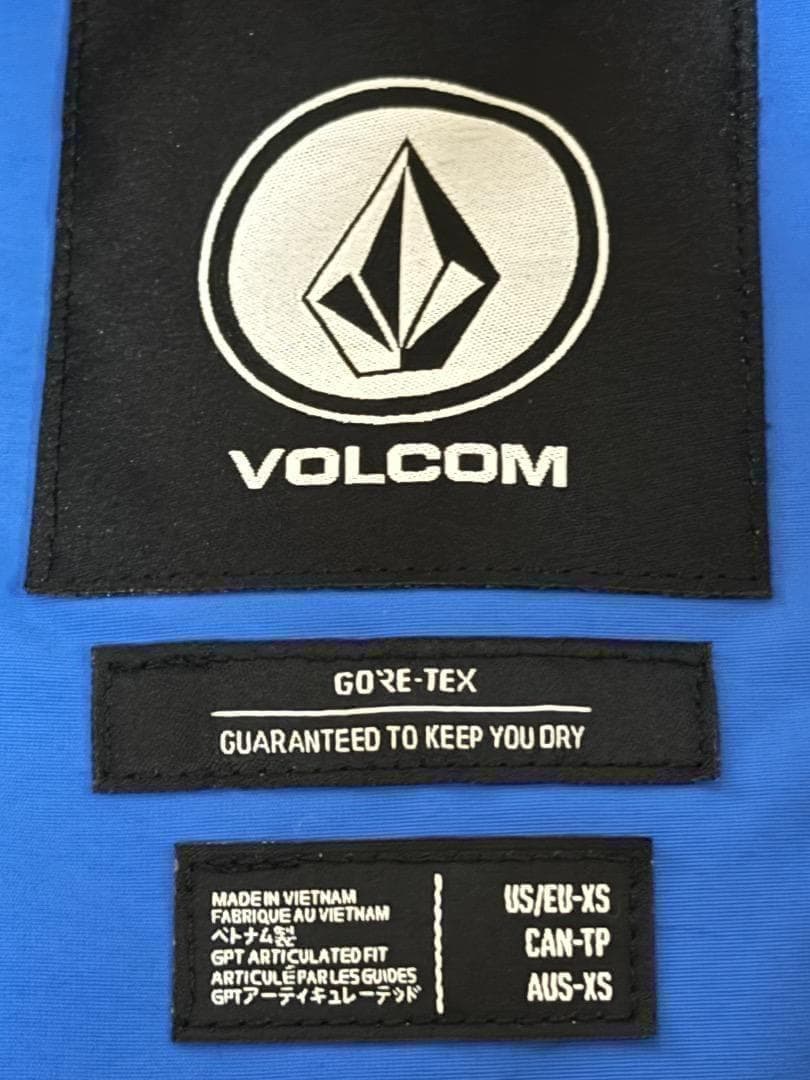 VOLCOM
GORE-TEX
GUARANTEED TO KEEP YOU DRY
MADE IN VIETNAM
FABRIQUE AU VIETNAM
ベトナム製
GPT ARTICULATED FIT
ARTICULÉ PAR LES GUIDES
GPTアーティキュレーテッド
US/EU-XS
CAN-TP
AUS-XS